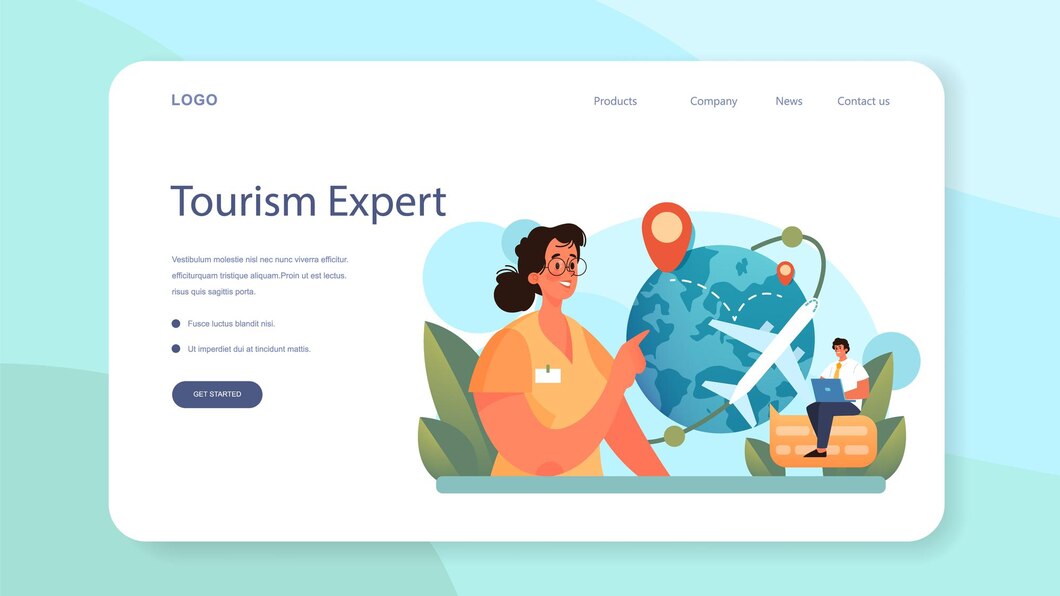 LOGO
Products Company News Contact us
Tourism Expert
Vestibulum molestie nisl nec nunc viverra efficitur.
efficiturquam tristique aliquam.Proin ut est lectus.
risus quis sagittis porta.
Fusce luctus blandit nisi.
Ut imperdiet dui at tincidunt mattis.
GET STARTED